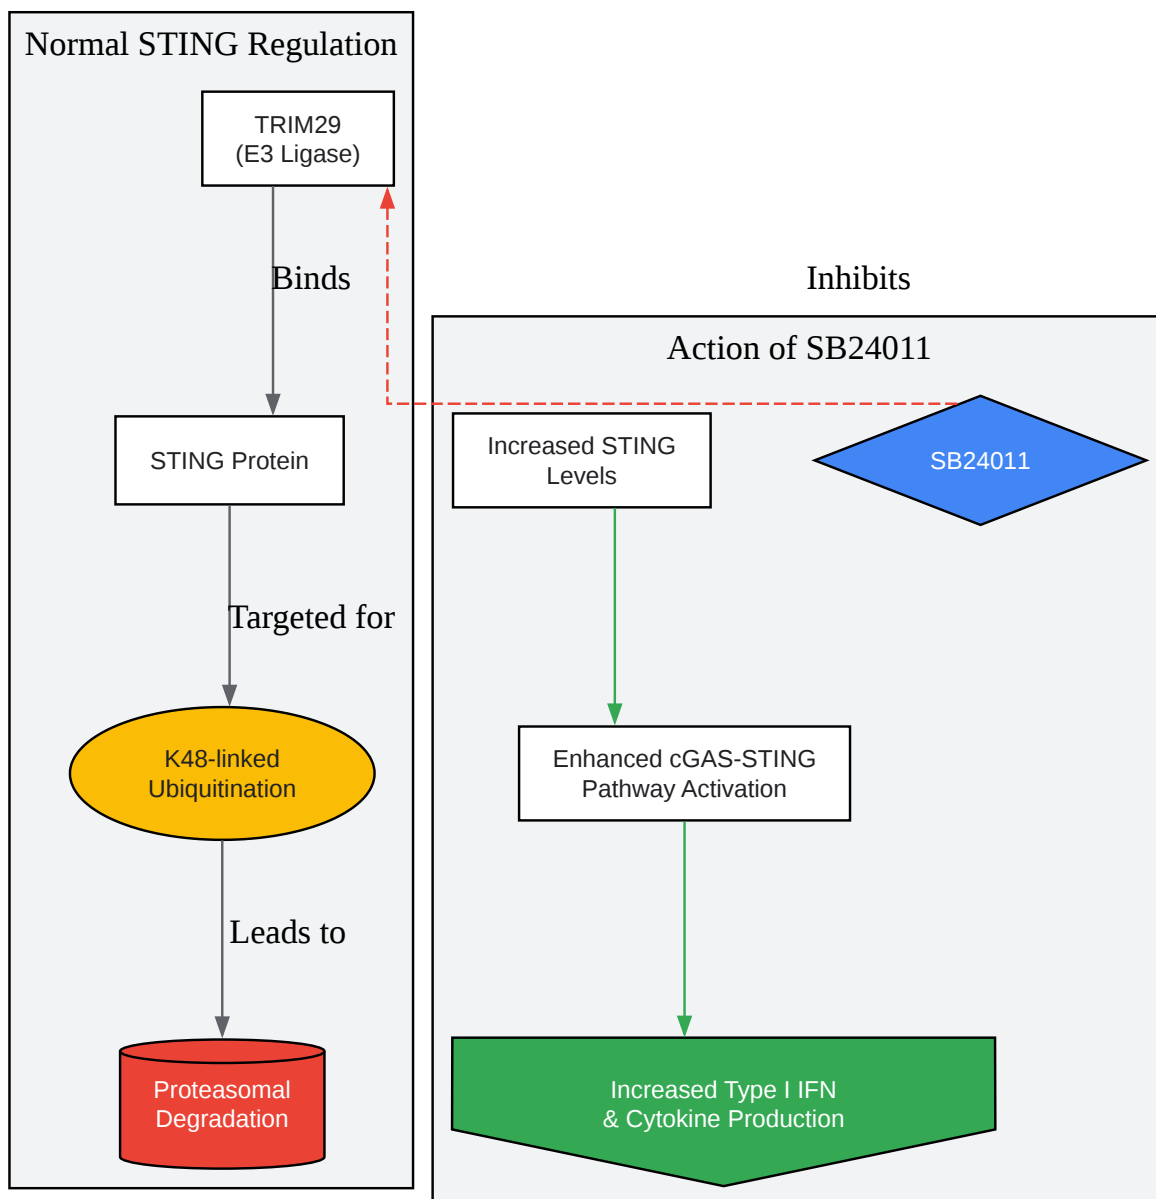 Normal STING Regulation
TRIM29
(E3 Ligase)
Binds
STING Protein
Targeted for
K48-linked
Ubiquitination
Leads to
Proteasomal
Degradation
Inhibits
Action of SB24011
Increased STING
Levels
SB24011
Enhanced cGAS-STING
Pathway Activation
Increased Type I IFN
& Cytokine Production